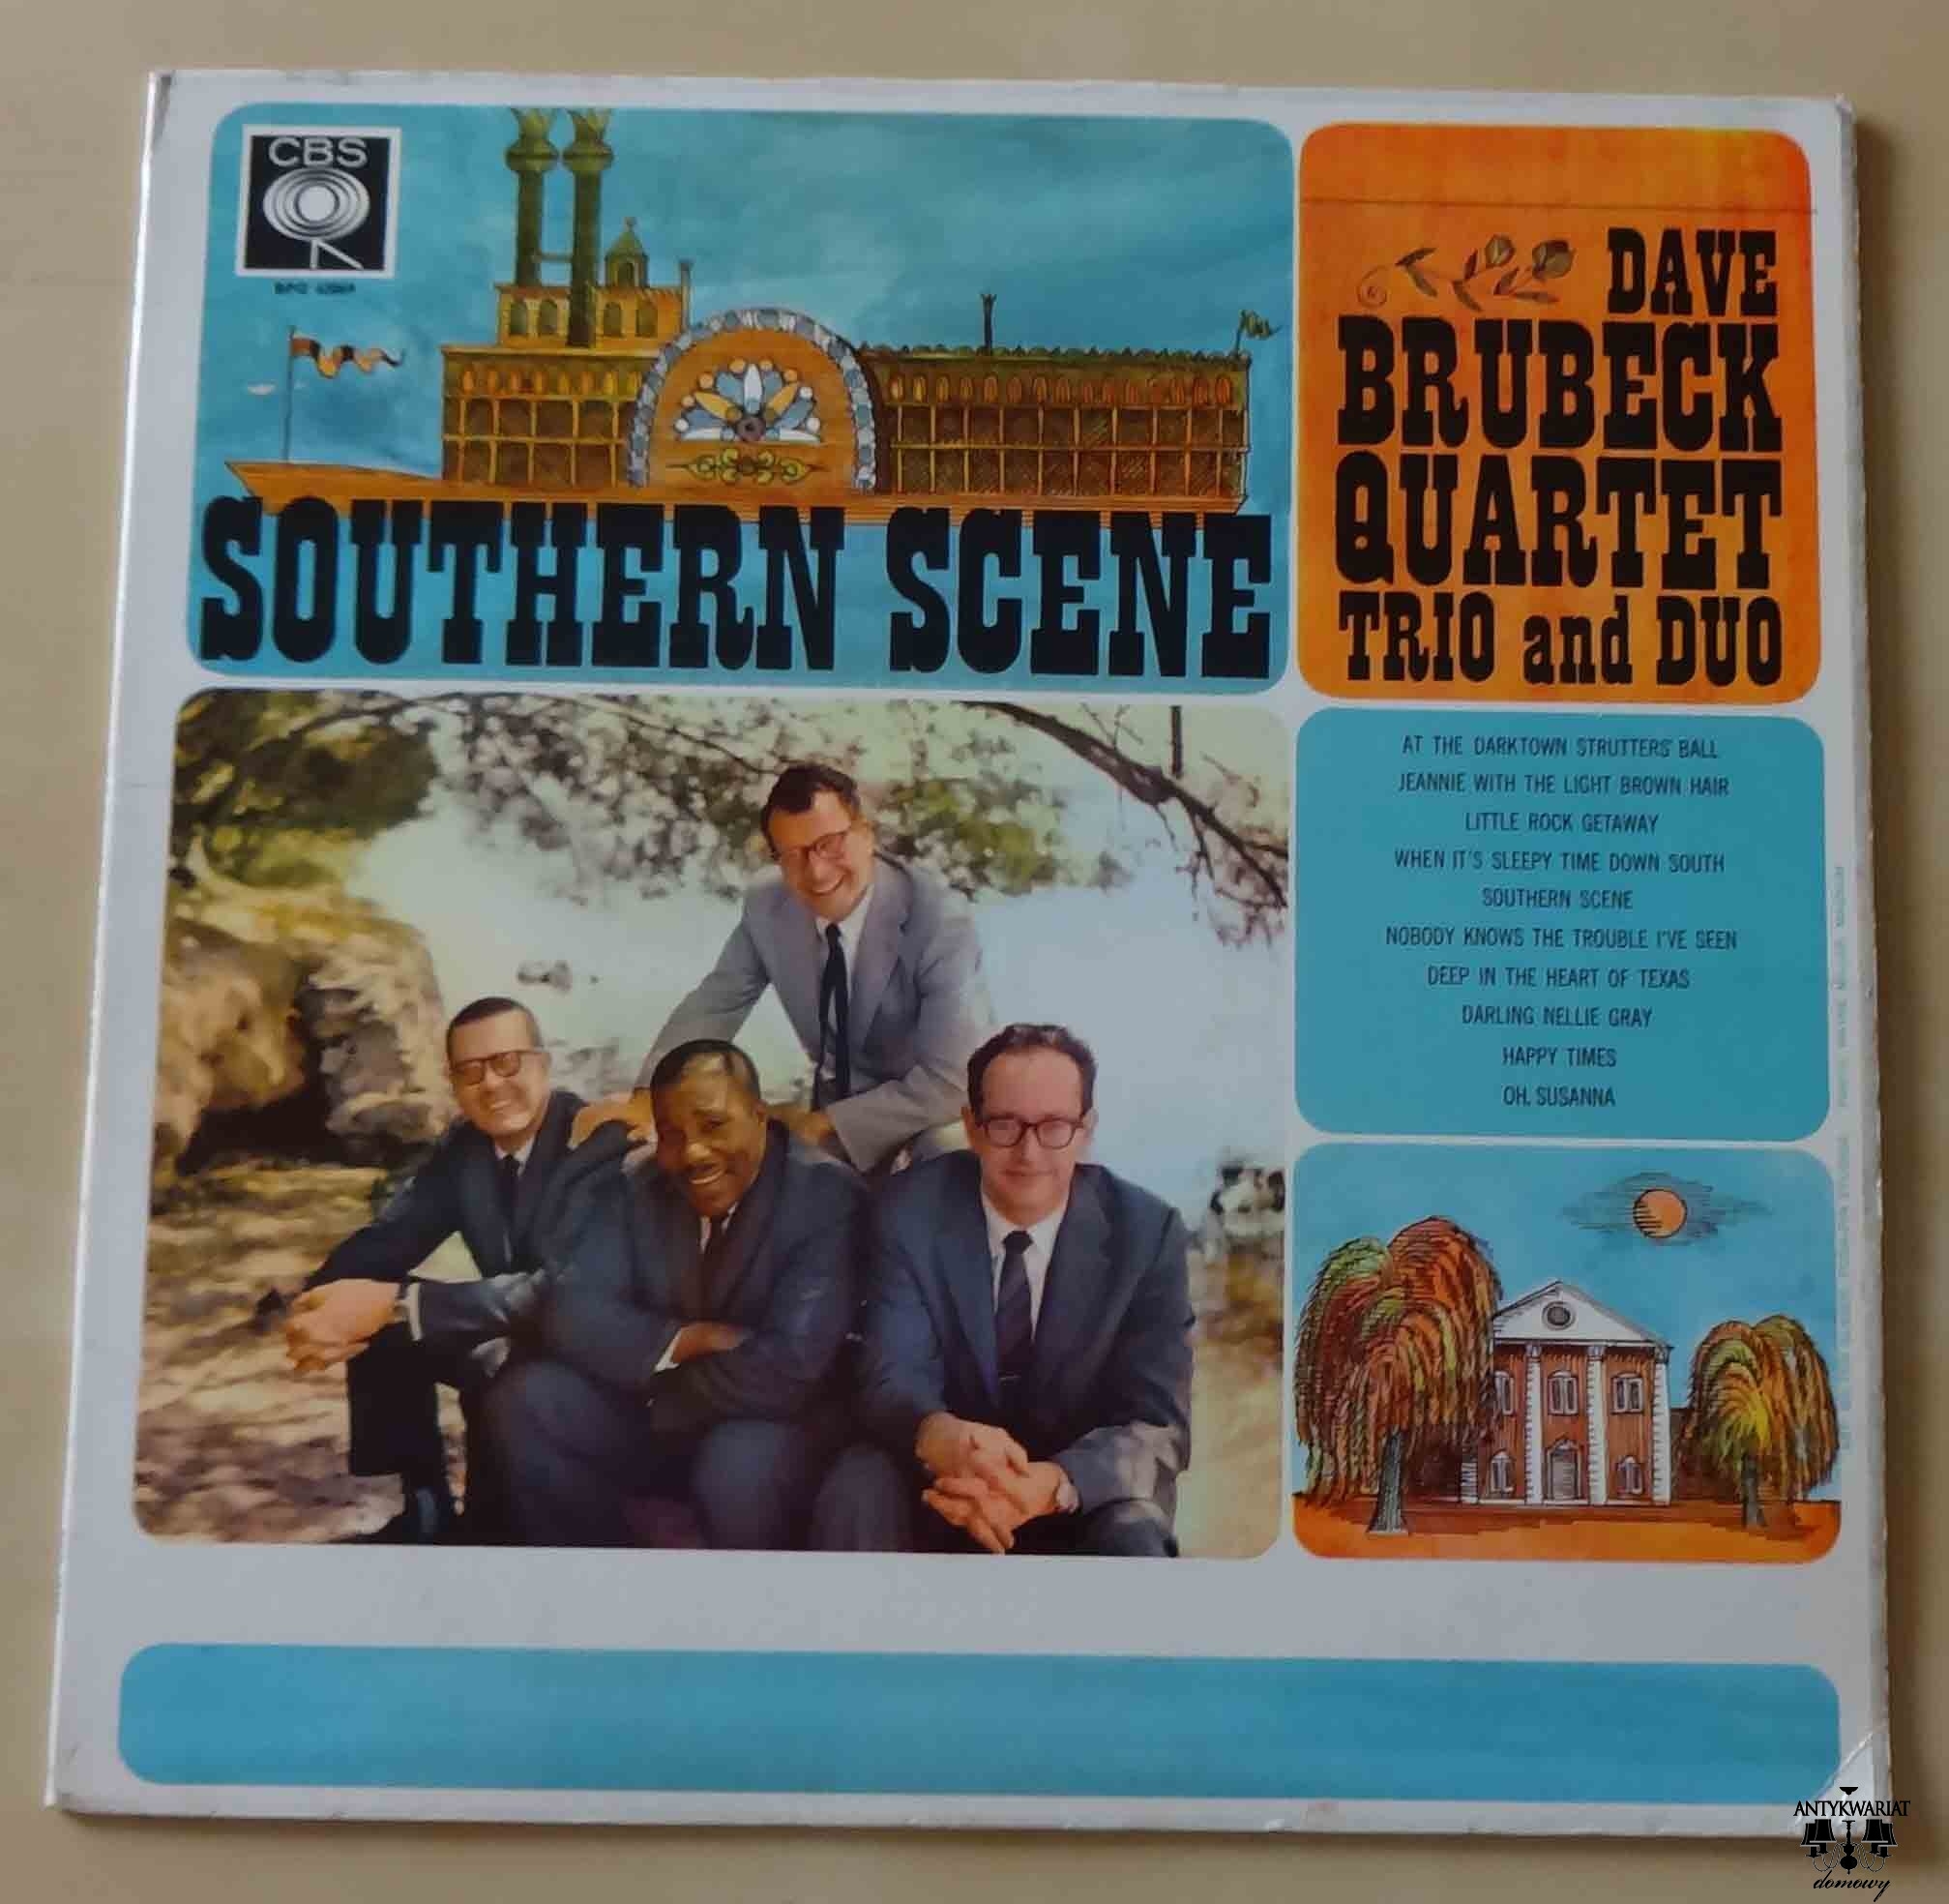 CBS
SOUTHERN SCENE
DAVE
BRUBECK
QUARTET
TRIO and DUO
AT THE DARKTOWN STRUTTERS' BALL
JEANNIE WITH THE LIGHT BROWN HAIR
LITTLE ROCK GETAWAY
WHEN IT'S SLEEPY TIME DOWN SOUTH
SOUTHERN SCENE
NOBODY KNOWS THE TROUBLE I'VE SEEN
DEEP IN THE HEART OF TEXAS
DARLING NELLIE GRAY
HAPPY TIMES
OH, SUSANNA
ANTYKWARIAT
domowy